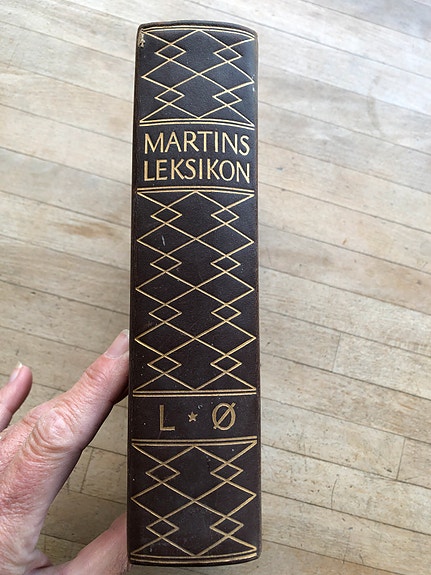 MARTINS
LEKSIKON
L * Ø